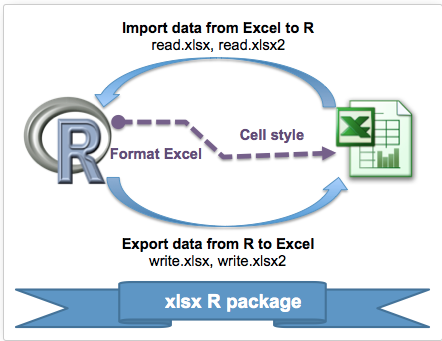 Import data from Excel to R
read.xlsx, read.xlsx2
R
Cell style
Format Excel
X
Export data from R to Excel
write.xlsx, write.xlsx2
xlsx R package